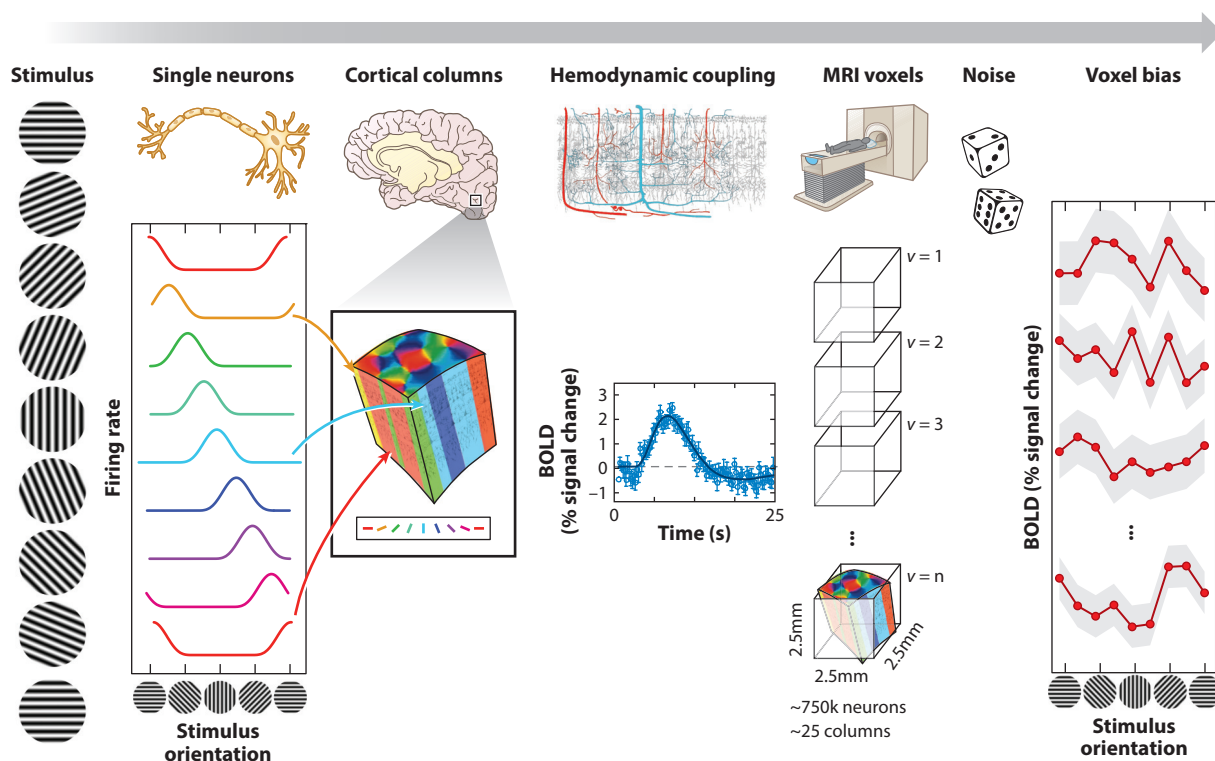 Stimulus
Single neurons
Cortical columns
Hemodynamic coupling
MRI voxels
Noise
Voxel bias
Firing rate
Stimulus
orientation
BOLD
(% signal change)
3
2
1
0
−1
0
25
Time (s)
v = 1
v = 2
v = 3
...
v = n
2.5mm
2.5mm
2.5mm
~750k neurons
~25 columns
BOLD (% signal change)
...
Stimulus
orientation